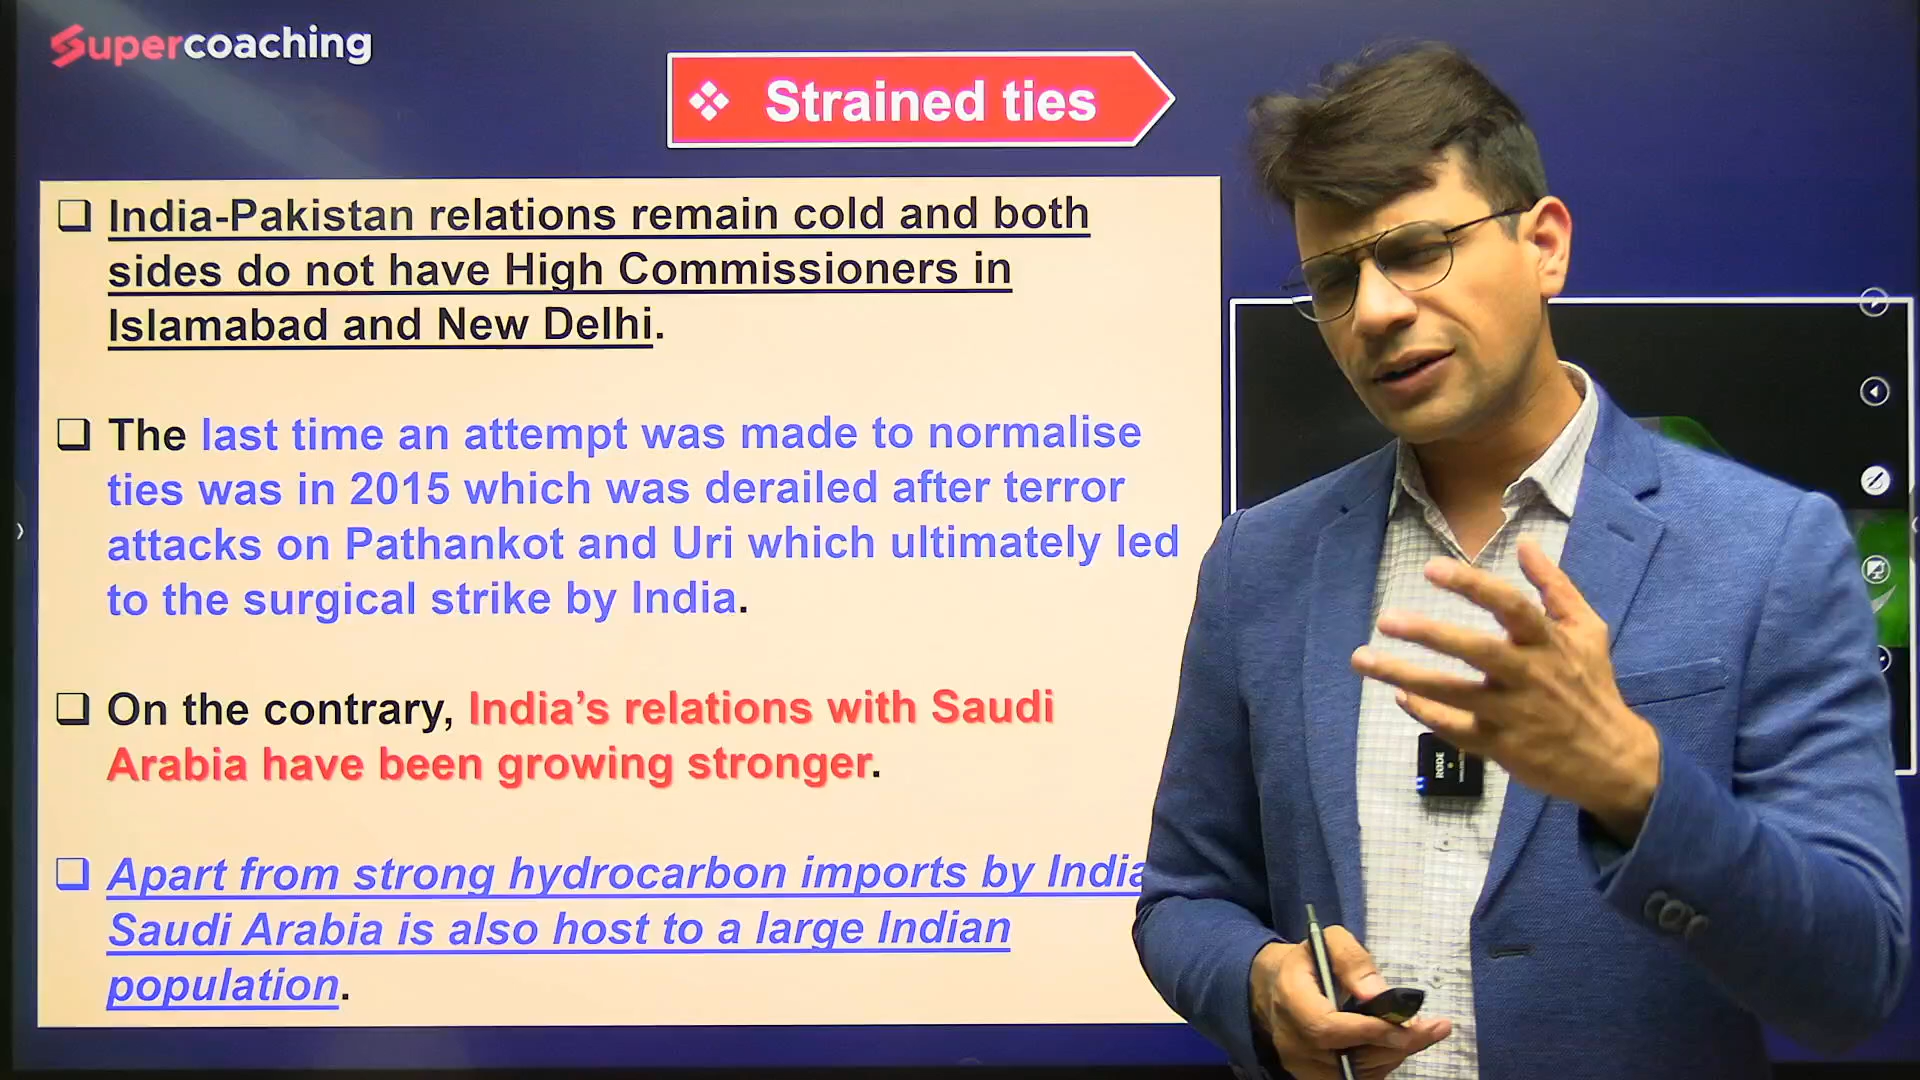 Supercoaching
❖ Strained ties
❑ India-Pakistan relations remain cold and both
sides do not have High Commissioners in
Islamabad and New Delhi.
❑ The last time an attempt was made to normalise
ties was in 2015 which was derailed after terror
attacks on Pathankot and Uri which ultimately led
to the surgical strike by India.
❑ On the contrary, India’s relations with Saudi
Arabia have been growing stronger.
❑ Apart from strong hydrocarbon imports by India
Saudi Arabia is also host to a large Indian
population.
RØDE